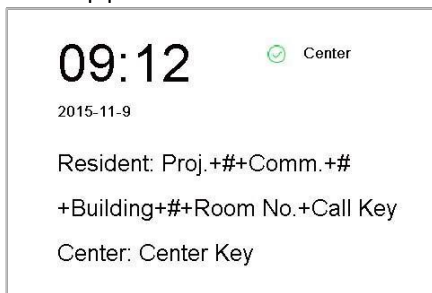 09:12
Center
2015-11-9
Resident: Proj.+#+Comm.+#
+Building+#+Room No.+Call Key
Center: Center Key